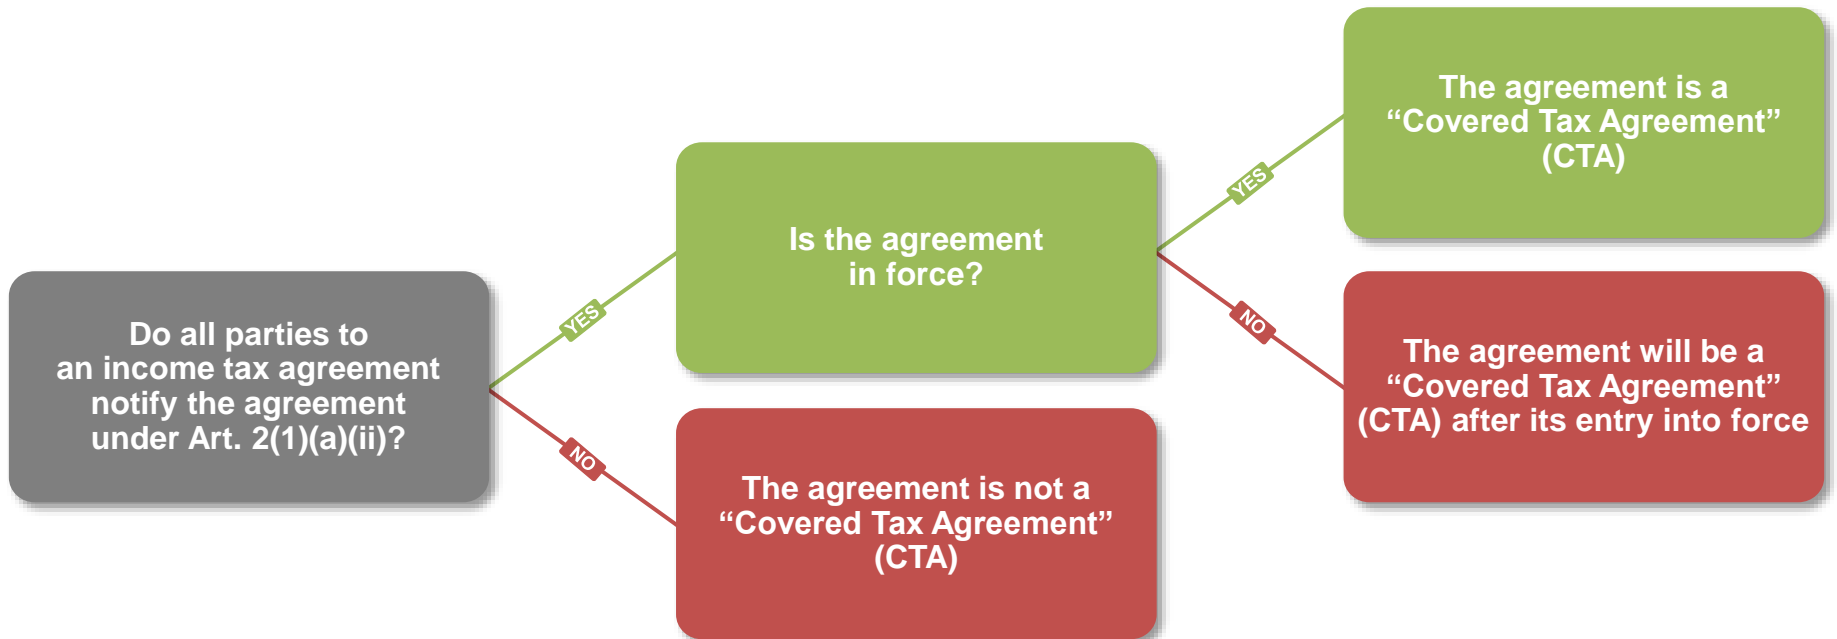 Do all parties to
an income tax agreement
notify the agreement
under Art. 2(1)(a)(ii)?
YES
NO
Is the agreement
in force?
The agreement is not a
“Covered Tax Agreement”
(CTA)
YES
NO
The agreement is a
“Covered Tax Agreement”
(CTA)
The agreement will be a
“Covered Tax Agreement”
(CTA) after its entry into force